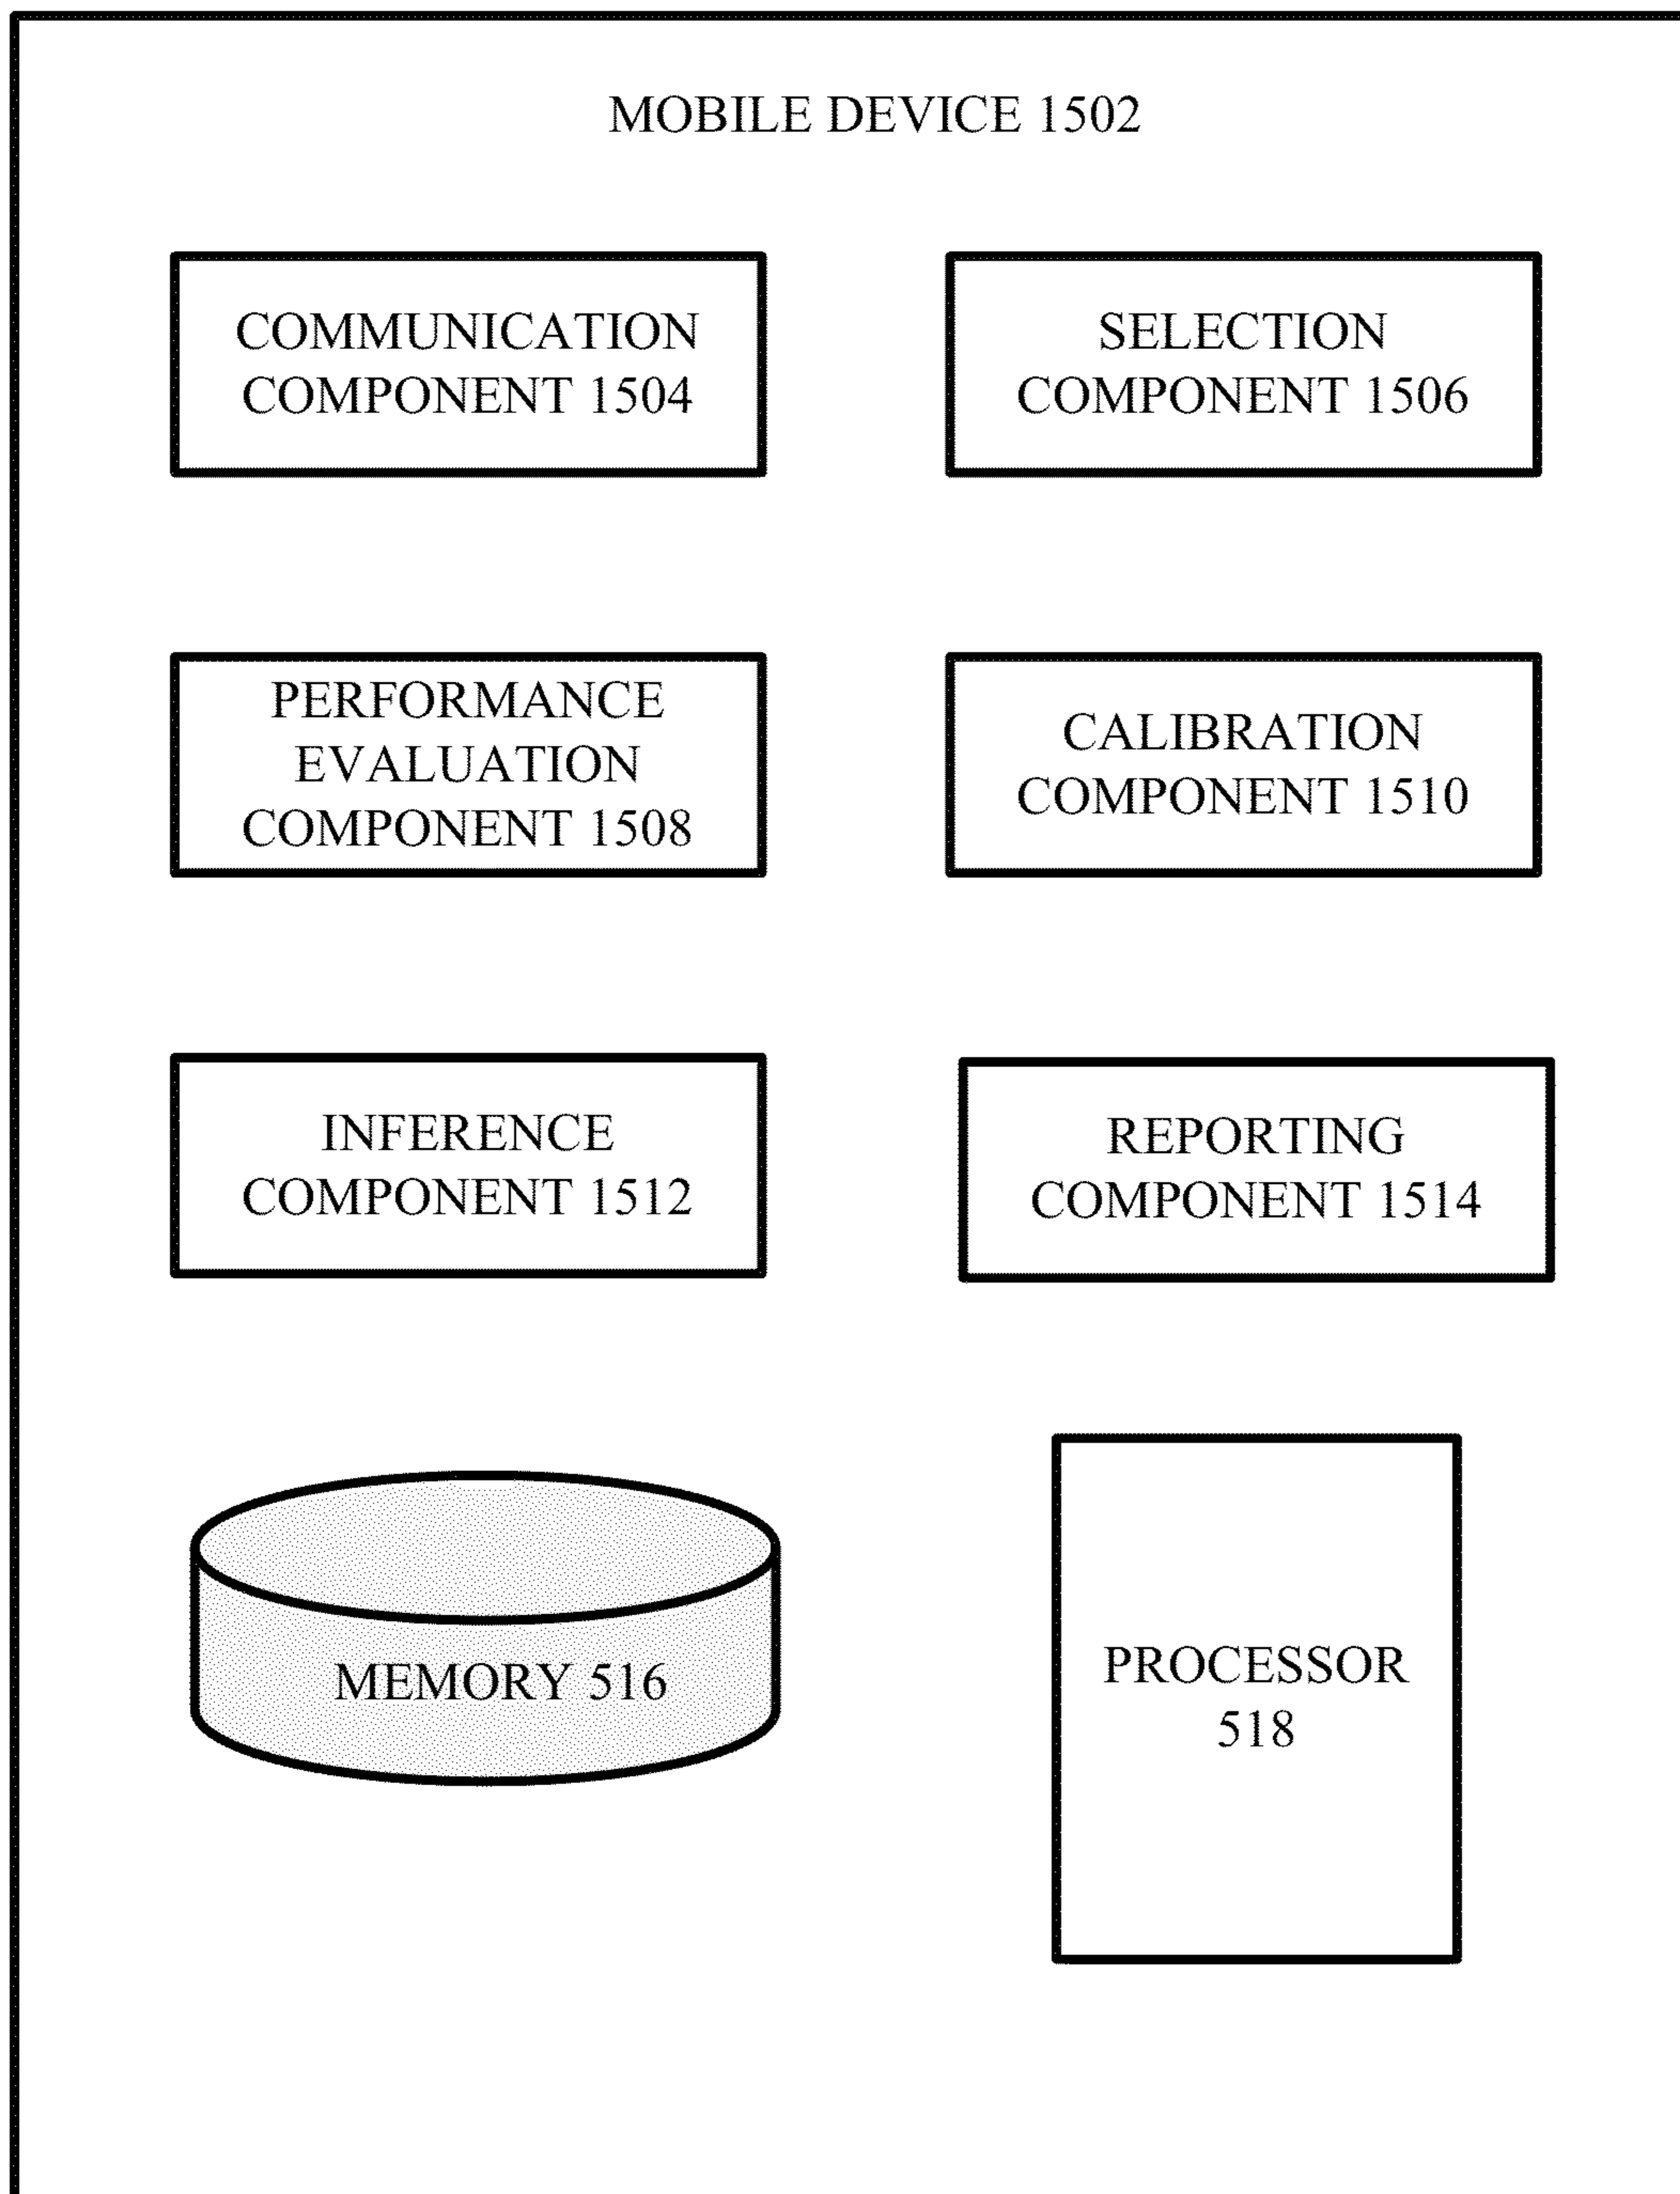 MOBILE DEVICE 1502
COMMUNICATION
COMPONENT 1504
SELECTION
COMPONENT 1506
PERFORMANCE
EVALUATION
COMPONENT 1508
CALIBRATION
COMPONENT 1510
INFERENCE
COMPONENT 1512
REPORTING
COMPONENT 1514
MEMORY 516
PROCESSOR
518